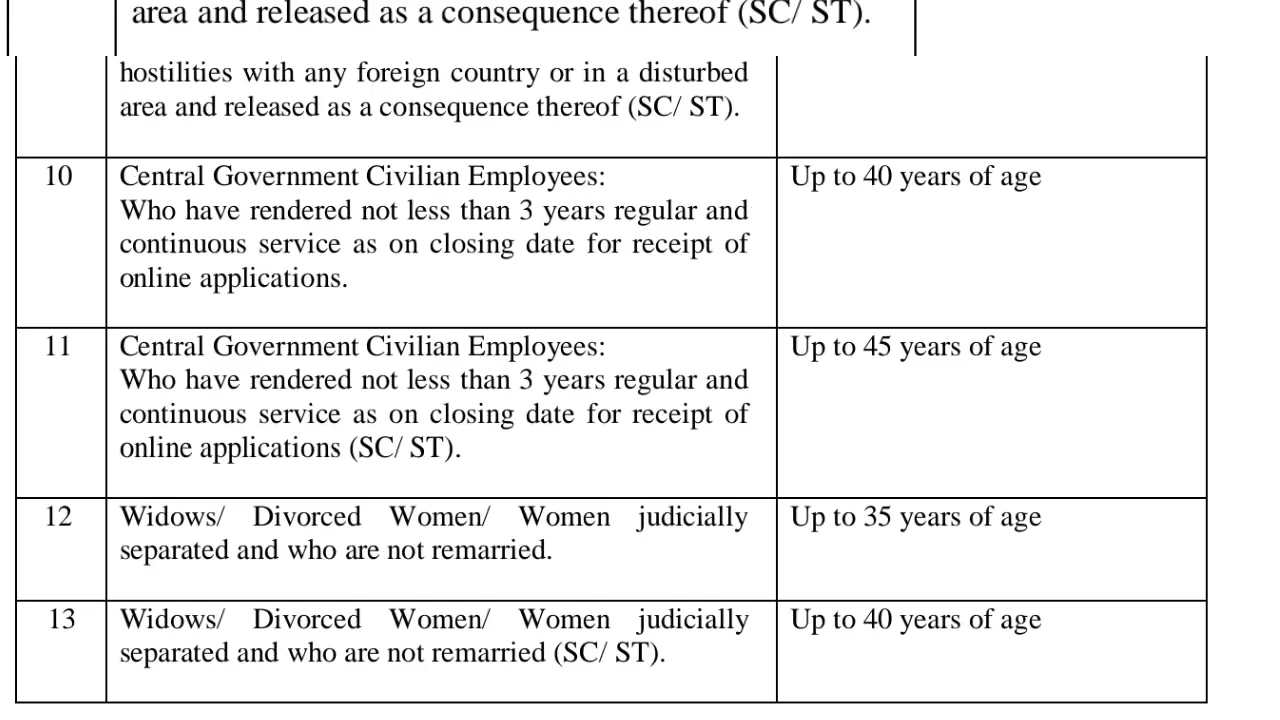 area and released as a consequence thereof (SC/ ST).
hostilities with any foreign country or in a disturbed
area and released as a consequence thereof (SC/ ST).
10 Central Government Civilian Employees: Up to 40 years of age
Who have rendered not less than 3 years regular and
continuous service as on closing date for receipt of
online applications.
11 Central Government Civilian Employees: Up to 45 years of age
Who have rendered not less than 3 years regular and
continuous service as on closing date for receipt of
online applications (SC/ ST).
12 Widows/ Divorced Women/ Women judicially Up to 35 years of age
separated and who are not remarried.
13 Widows/ Divorced Women/ Women judicially Up to 40 years of age
separated and who are not remarried (SC/ ST).